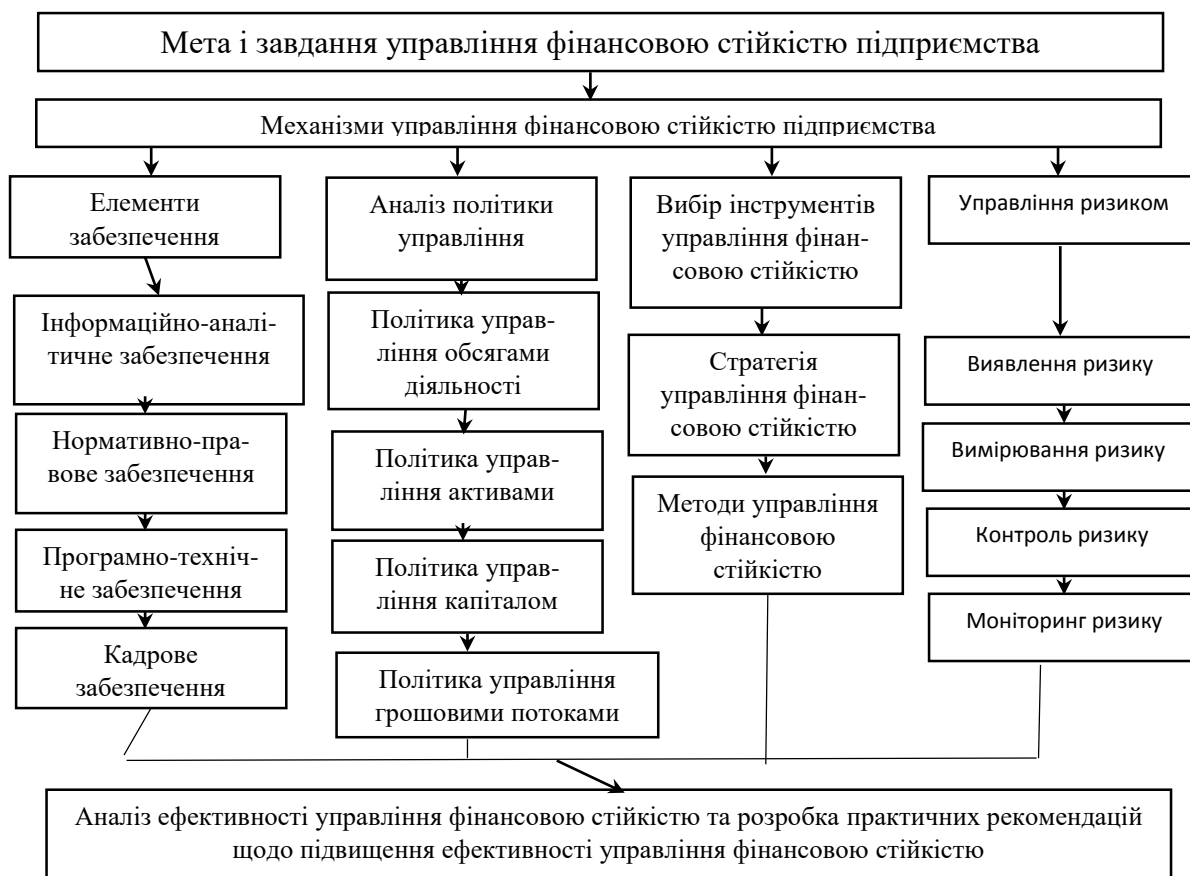 Мета і завдання управління фінансовою стійкістю підприємства
Механізми управління фінансовою стійкістю підприємства
Елементи
забезпечення
Інформаційно-аналі-
тичне забезпечення
Нормативно-пра-
вове забезпечення
Програмно-техніч-
не забезпечення
Кадрове
забезпечення
Аналіз політики
управління
Політика управ-
ління обсягами
діяльності
Політика управ-
ління активами
Політика управ-
ління капіталом
Політика управління
грошовими потоками
Вибір інструментів
управління фінан-
совою стійкістю
Стратегія
управління фінан-
совою стійкістю
Методи управління
фінансовою
стійкістю
Управління ризиком
Виявлення ризику
Вимірювання ризику
Контроль ризику
Моніторинг ризику
Аналіз ефективності управління фінансовою стійкістю та розробка практичних рекомендацій
щодо підвищення ефективності управління фінансовою стійкістю